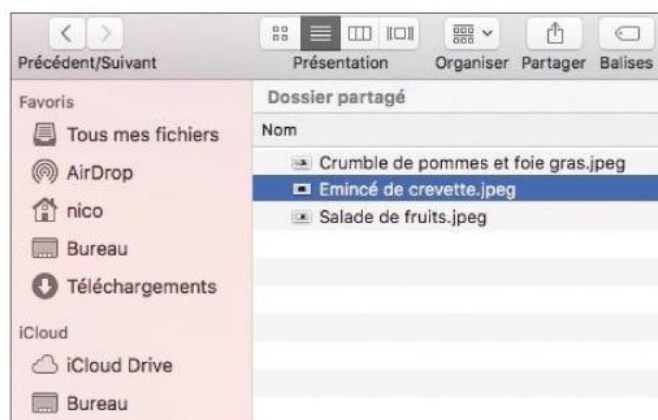 Précédent/Suivant
Présentation
Organiser
Partager
Balises
Favoris
Tous mes fichiers
AirDrop
nico
Bureau
Téléchargements
iCloud
iCloud Drive
Bureau
Dossier partagé
Nom
Crumble de pommes et foie gras.jpeg
Emincé de crevette.jpeg
Salade de fruits.jpeg